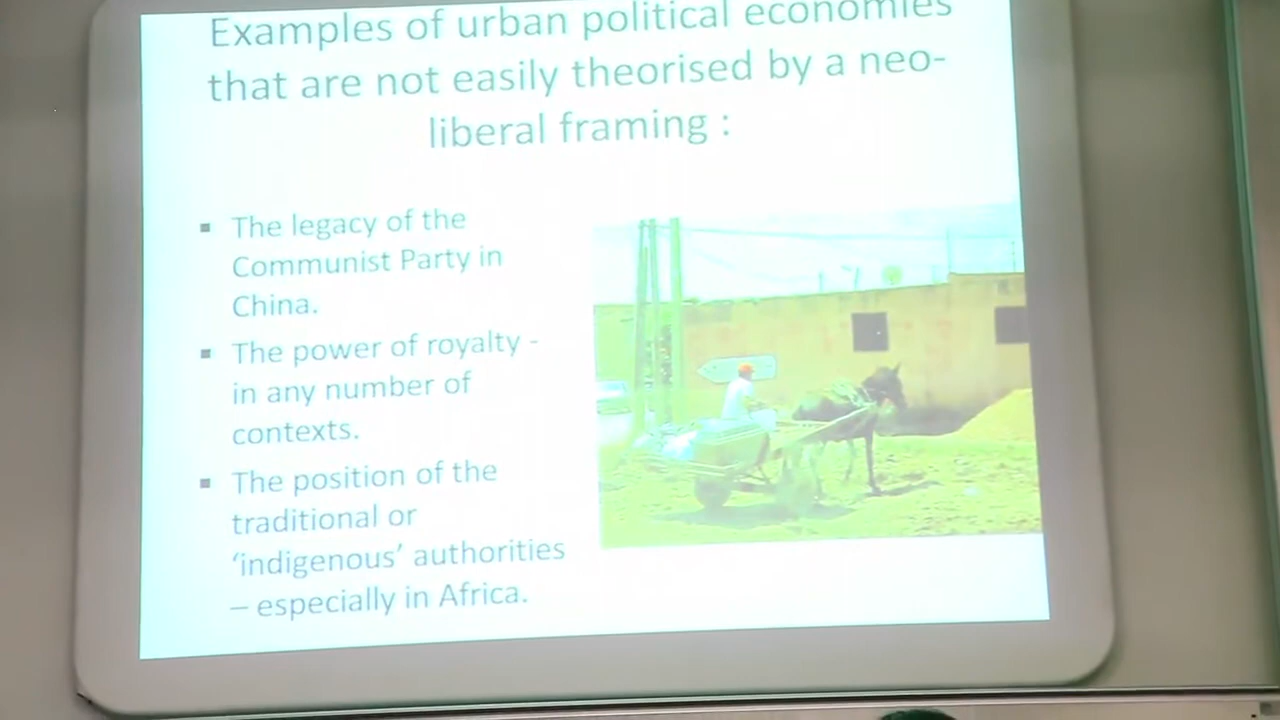 Examples of urban political economies
that are not easily theorised by a neo-
liberal framing :
▪ The legacy of the
Communist Party in
China.
▪ The power of royalty -
in any number of
contexts.
▪ The position of the
traditional or
‘indigenous’ authorities
– especially in Africa.